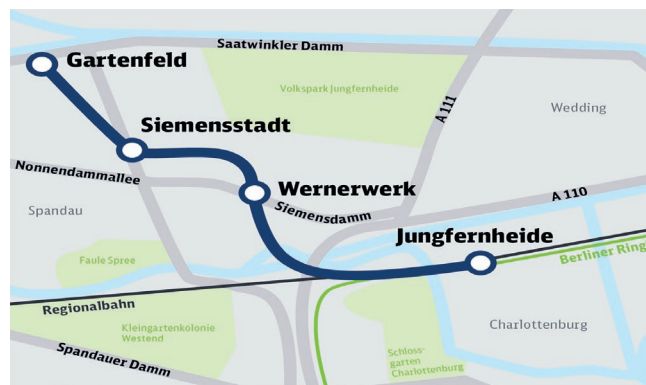 Saatwinkler Damm
Gartenfeld
Volkspark Jungfernheide
A 111
Wedding
Siemensstadt
Nonnendammallee
Wernerwerk
A 110
Spandau
Siemensdamm
Jungfernheide
Berliner Ring
Faule Spree
Regionalbahn
Kleingartenkolonie
Westend
Charlottenburg
Schloss-
garten
Charlottenburg
Spandauer Damm